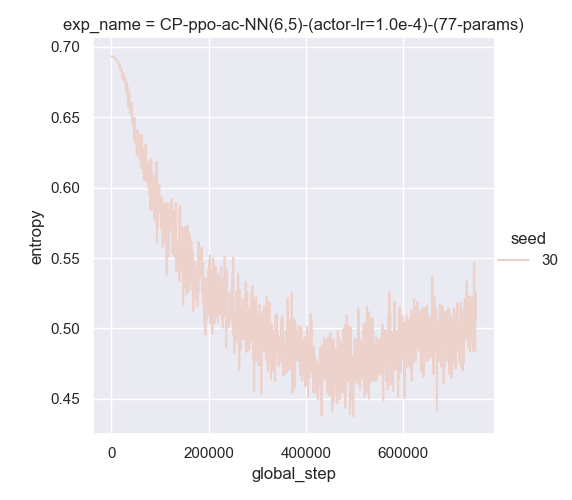 exp_name = CP-ppo-ac-NN(6,5)-(actor-lr=1.0e-4)-(77-params)
0.70
0.65
0.60
0.55
0.50
0.45
entropy
0
200000
400000
600000
global_step
seed
30